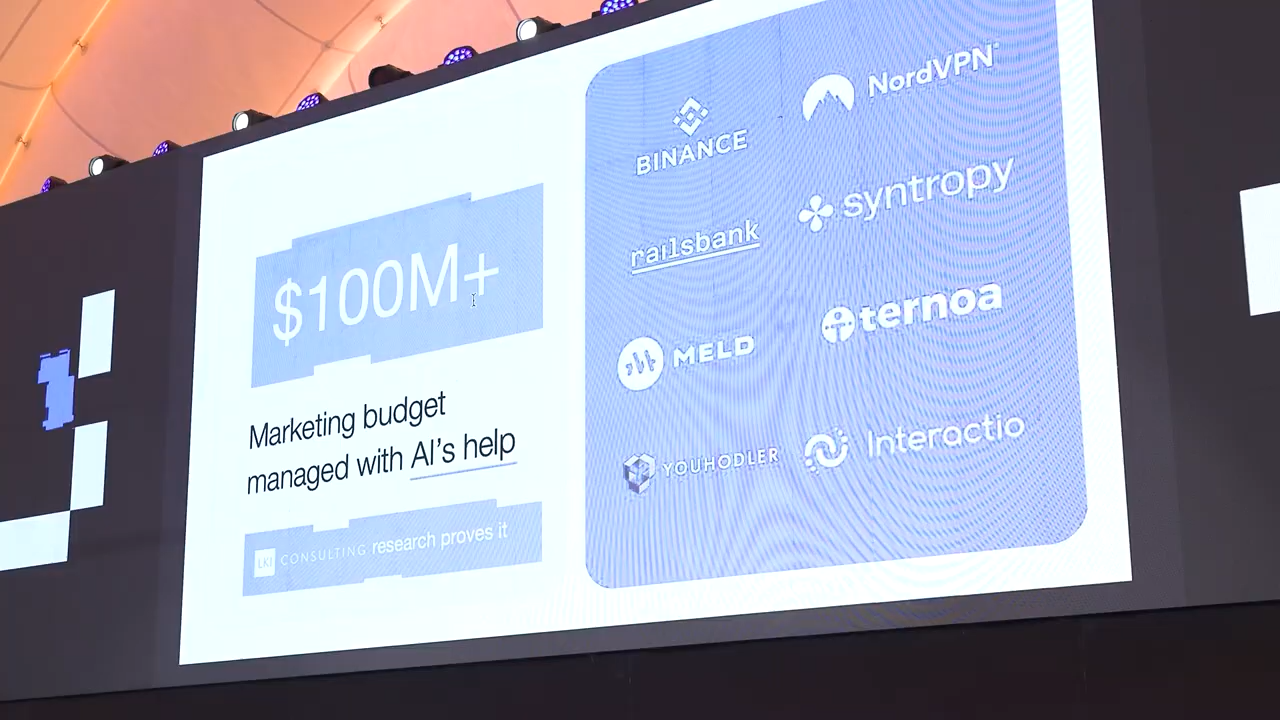 $100M+
Marketing budget
managed with AI's help
LKI CONSULTING research proves it
BINANCE
NordVPN®
railsbank
syntropy
MELD
ternoa
YOUHODLER
Interactio